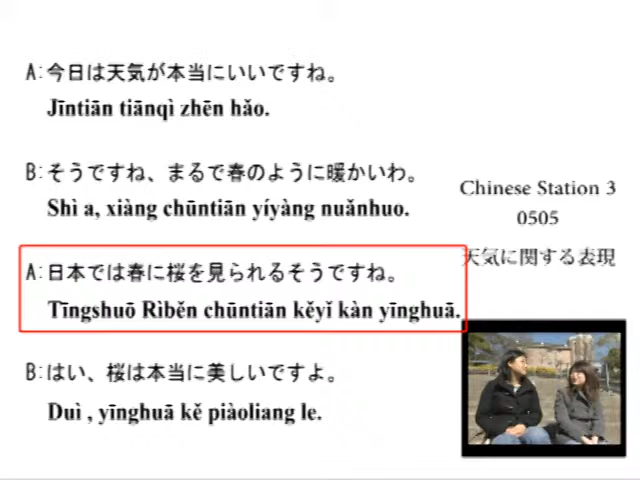 A:今日は天気が本当にいいですね。
Jīntiān tiānqì zhēn hǎo.
B:そうですね、まるで春のように暖かいわ。
Shì a, xiàng chūntiān yíyàng nuǎnhuo.
A:日本では春に桜を見られるそうですね。
Tīngshuō Rìběn chūntiān kěyǐ kàn yīnghuā.
B:はい、桜は本当に美しいですよ。
Duì , yīnghuā kě piàoliang le.
Chinese Station 3
0505
天気に関する表現